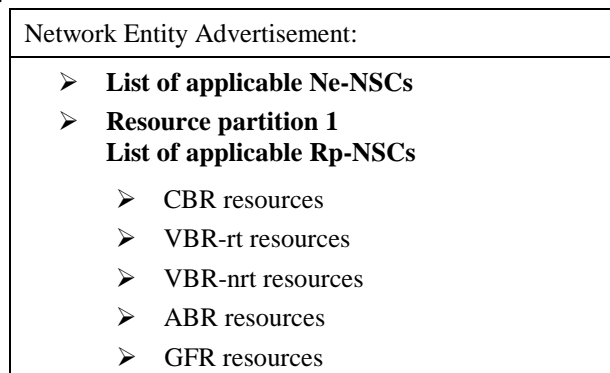 Network Entity Advertisement:
➢ List of applicable Ne-NSCs
➢ Resource partition 1
List of applicable Rp-NSCs
➢ CBR resources
➢ VBR-rt resources
➢ VBR-nrt resources
➢ ABR resources
➢ GFR resources